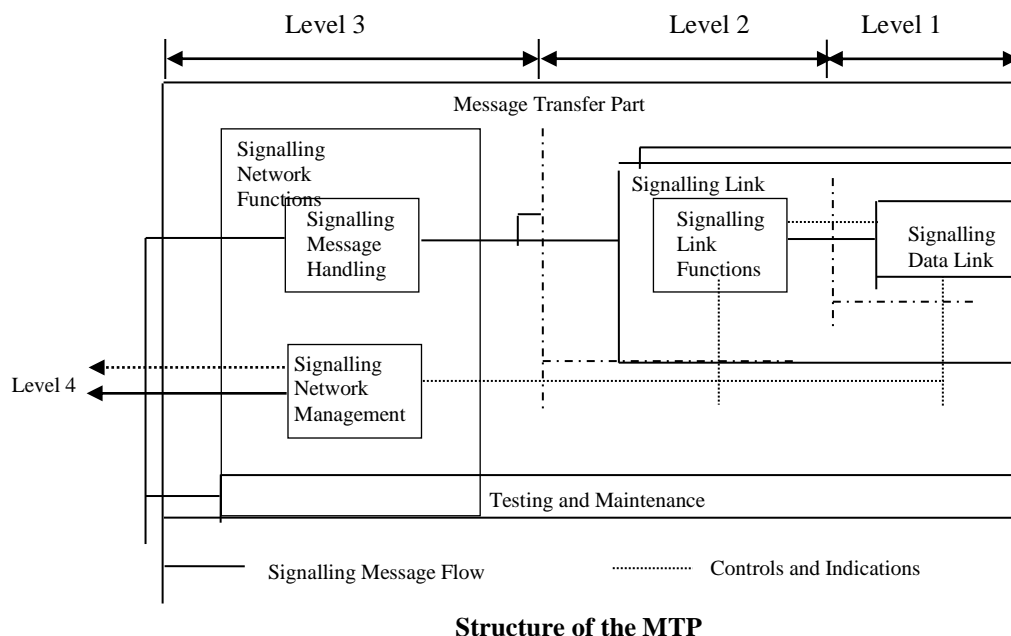 Level 3
Level 2
Level 1
Message Transfer Part
Signalling
Network
Functions
Signalling
Message
Handling
Signalling Link
Signalling
Link
Functions
Signalling
Data Link
Level 4
Signalling
Network
Management
Testing and Maintenance
Signalling Message Flow
Controls and Indications
Structure of the MTP